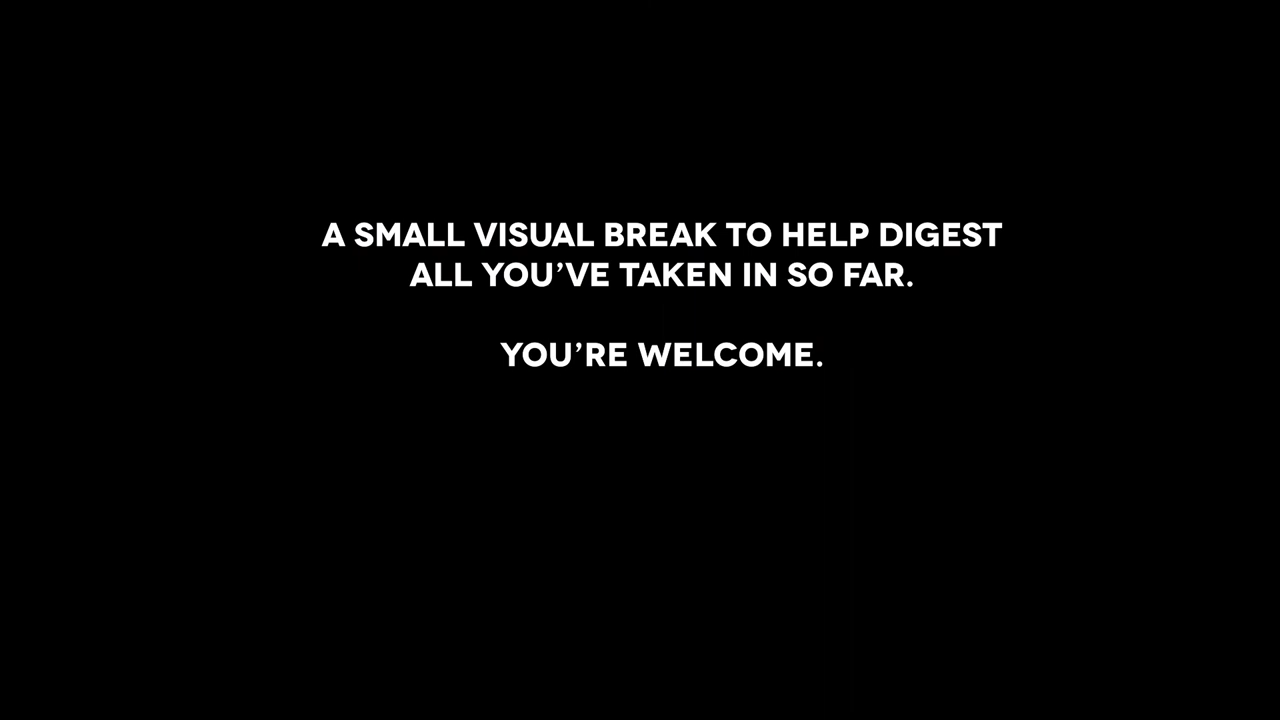 A SMALL VISUAL BREAK TO HELP DIGEST
ALL YOU’VE TAKEN IN SO FAR.
YOU’RE WELCOME.